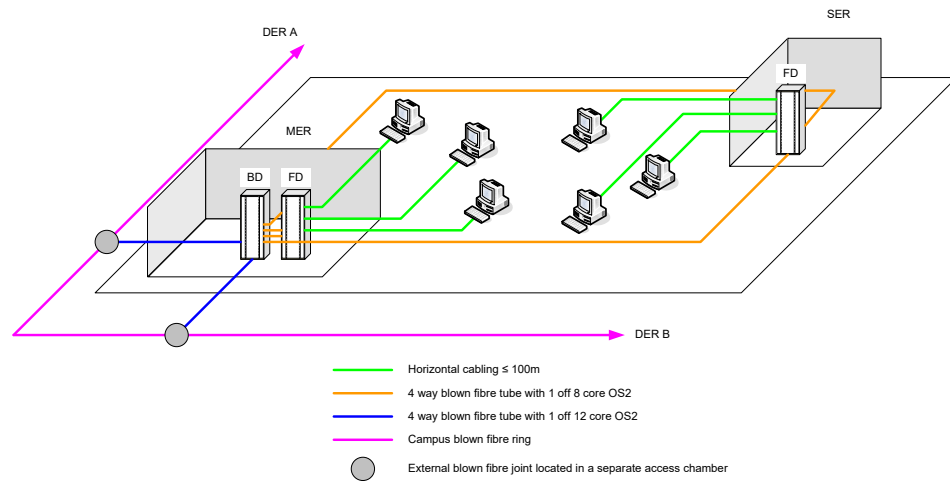 SER
DER A
FD
MER
BD
FD
DER B
Horizontal cabling ≤ 100m
4 way blown fibre tube with 1 off 8 core OS2
4 way blown fibre tube with 1 off 12 core OS2
Campus blown fibre ring
External blown fibre joint located in a separate access chamber